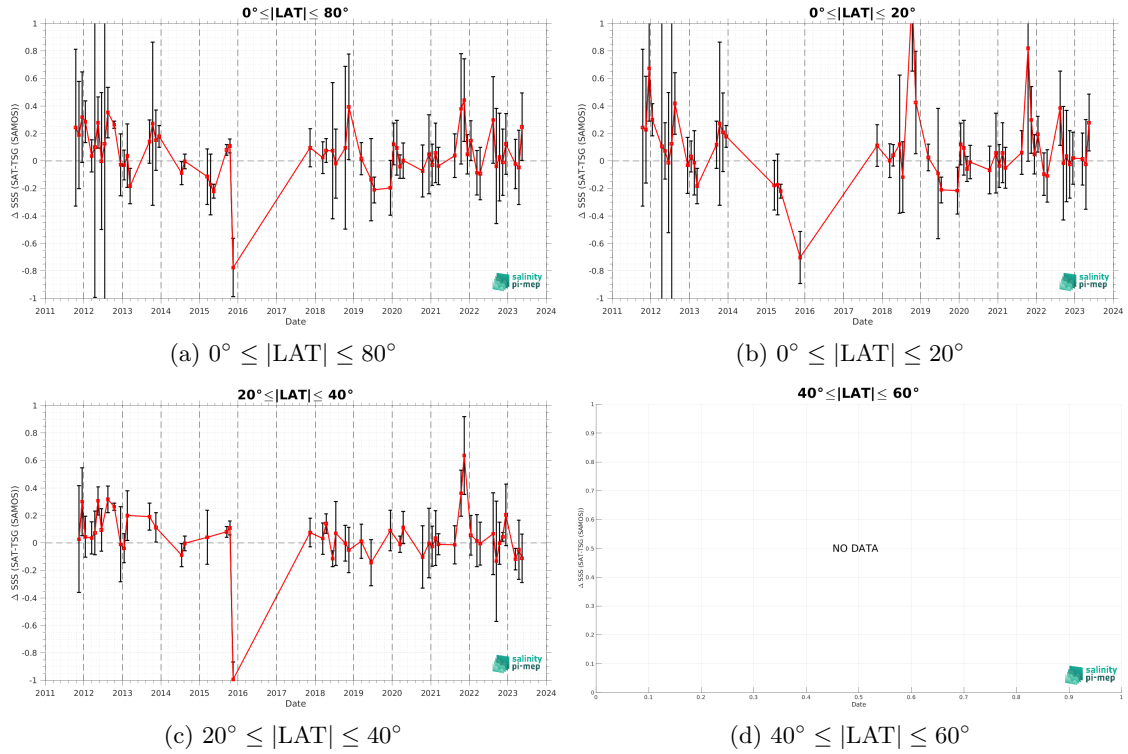 0°≤|LAT|≤ 80°
Δ SSS (SAT-TSG (SAMOS))
1
0.8
0.6
0.4
0.2
0
-0.2
-0.4
-0.6
-0.8
-1
2011 2012 2013 2014 2015 2016 2017 2018 2019 2020 2021 2022 2023 2024
Date
salinity
pi-mep
(a) 0° ≤ |LAT| ≤ 80°
0°≤|LAT|≤ 20°
Δ SSS (SAT-TSG (SAMOS))
1
0.8
0.6
0.4
0.2
0
-0.2
-0.4
-0.6
-0.8
-1
2011 2012 2013 2014 2015 2016 2017 2018 2019 2020 2021 2022 2023 2024
Date
salinity
pi-mep
(b) 0° ≤ |LAT| ≤ 20°
20°≤|LAT|≤ 40°
Δ SSS (SAT-TSG (SAMOS))
1
0.8
0.6
0.4
0.2
0
-0.2
-0.4
-0.6
-0.8
-1
2011 2012 2013 2014 2015 2016 2017 2018 2019 2020 2021 2022 2023 2024
Date
salinity
pi-mep
(c) 20° ≤ |LAT| ≤ 40°
40°≤|LAT|≤ 60°
Δ SSS (SAT-TSG (SAMOS))
1
0.9
0.8
0.7
0.6
0.5
0.4
0.3
0.2
0.1
0
NO DATA
0 0.1 0.2 0.3 0.4 0.5 0.6 0.7 0.8 0.9 1
Date
salinity
pi-mep
(d) 40° ≤ |LAT| ≤ 60°